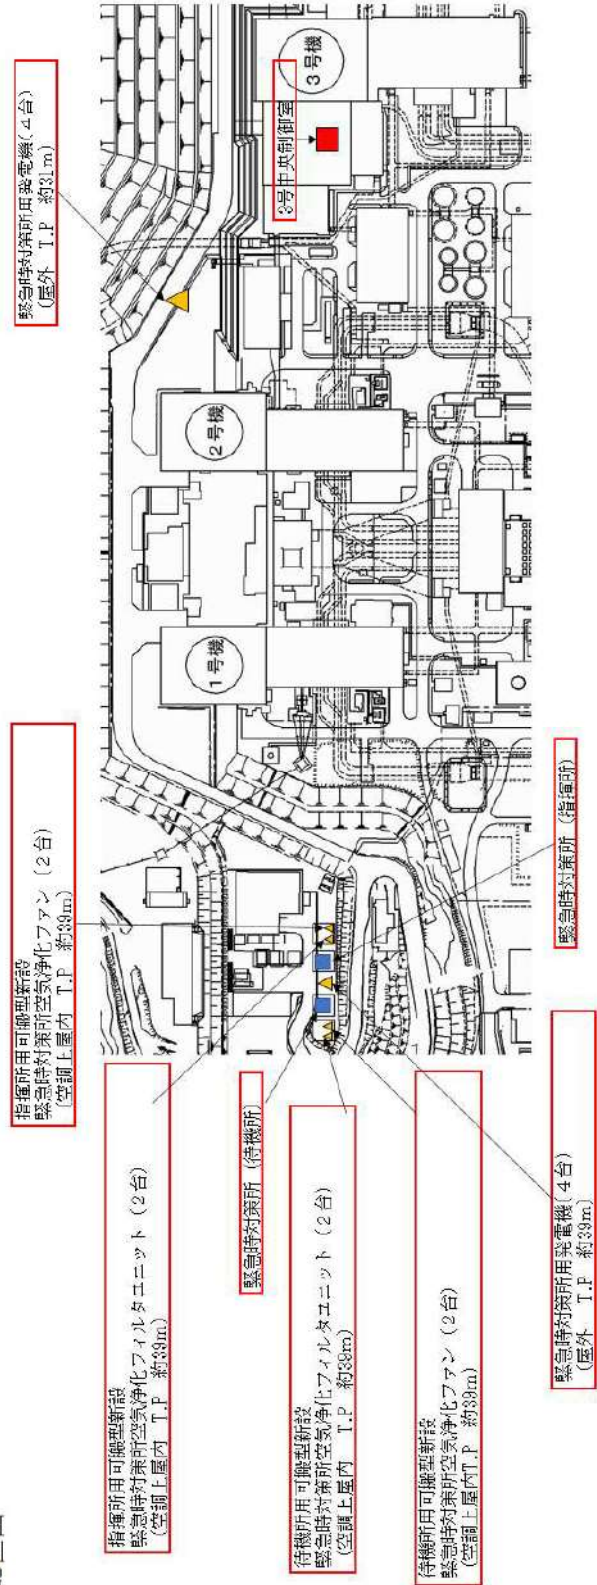 緊急時対策所用発電機(4台)
(屋外 T.P 約31m)
3号中央制御室
3号機
2号機
1号機
指揮所用可搬型新設
緊急時対策所空気浄化ファン(2台)
(空調上屋内 T.P 約39m)
緊急時対策所(指揮所)
指揮所用可搬型新設
緊急時対策所空気浄化フィルタユニット(2台)
(空調上屋内 T.P 約39m)
緊急時対策所(待機所)
待機所用可搬型新設
緊急時対策所空気浄化フィルタユニット(2台)
(空調上屋内 T.P 約39m)
待機所用可搬型新設
緊急時対策所空気浄化ファン(2台)
(空調上屋内T.P 約39m)
緊急時対策所用発電機(4台)
(屋外 T.P 約39m)